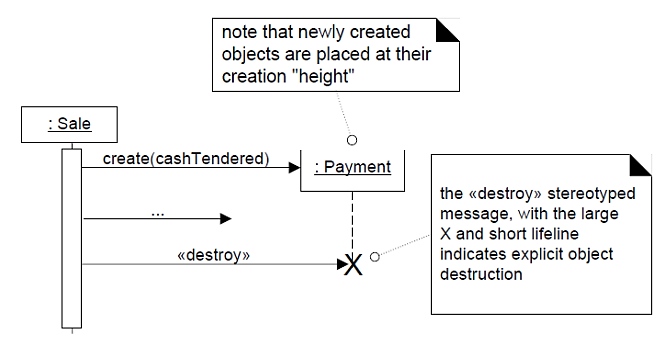 note that newly created
objects are placed at their
creation "height"
: Sale
create(cashTendered)
: Payment
...
the «destroy» stereotyped
message, with the large
X and short lifeline
indicates explicit object
destruction
«destroy»
X